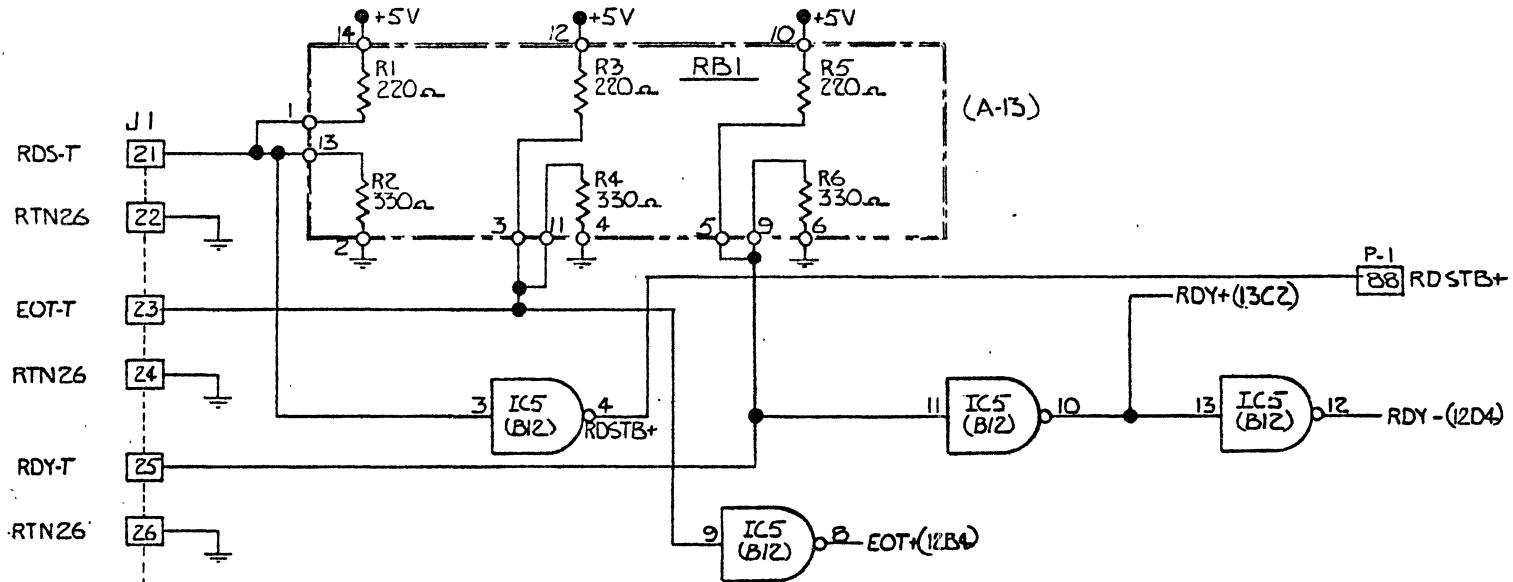 +5V
+5V
+5V
14
12
10
R1
220Ω
R3
220Ω
RB1
R5
220Ω
(A-13)
1
J1
RDS-T
21
13
R2
330Ω
R4
330Ω
R6
330Ω
RTN26
22
2
3
11
4
5
9
6
P-1
88
RDSTB+
EOT-T
23
RDY+(13C2)
RTN26
24
3
IC5
(B12)
4
RDSTB+
11
IC5
(B12)
10
13
IC5
(B12)
12
RDY-(12D4)
RDY-T
25
RTN26
26
9
IC5
(B12)
8
EOT+(12B4)